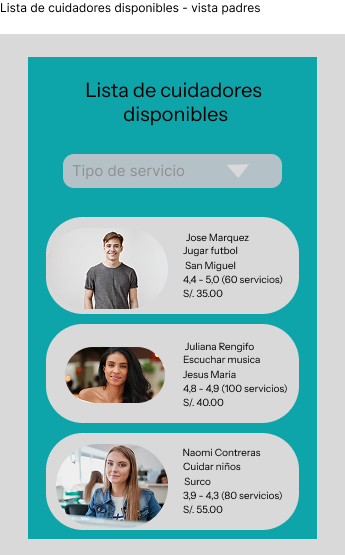 Lista de cuidadores disponibles - vista padres
Lista de cuidadores
disponibles
Tipo de servicio
Jose Marquez
Jugar futbol
San Miguel
4,4 - 5,0 (60 servicios)
S/. 35.00
Juliana Rengifo
Escuchar musica
Jesus Maria
4,8 - 4,9 (100 servicios)
S/. 40.00
Naomi Contreras
Cuidar niños
Surco
3,9 - 4,3 (80 servicios)
S/. 55.00